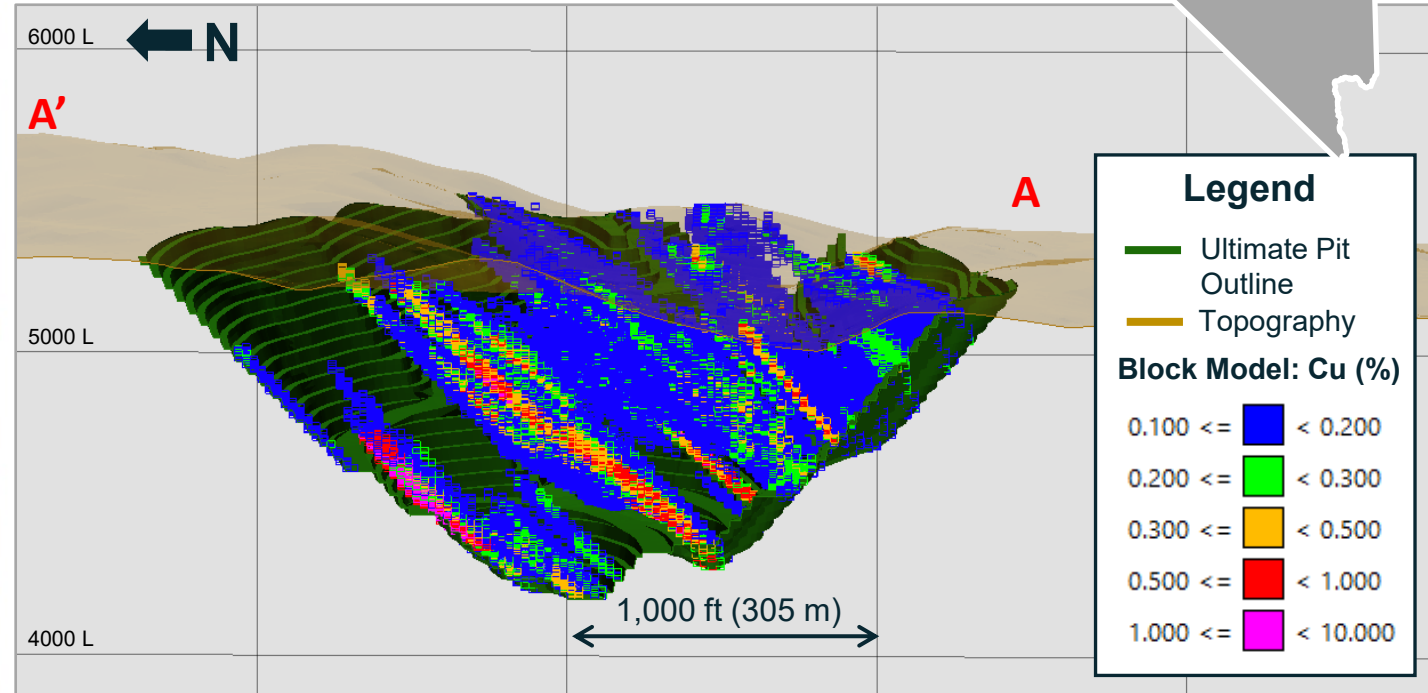 6000 L
N
A’
A
5000 L
4000 L
1,000 ft (305 m)
Legend
Ultimate Pit
Outline
Topography
Block Model: Cu (%)
0.100 <= < 0.200
0.200 <= < 0.300
0.300 <= < 0.500
0.500 <= < 1.000
1.000 <= < 10.000